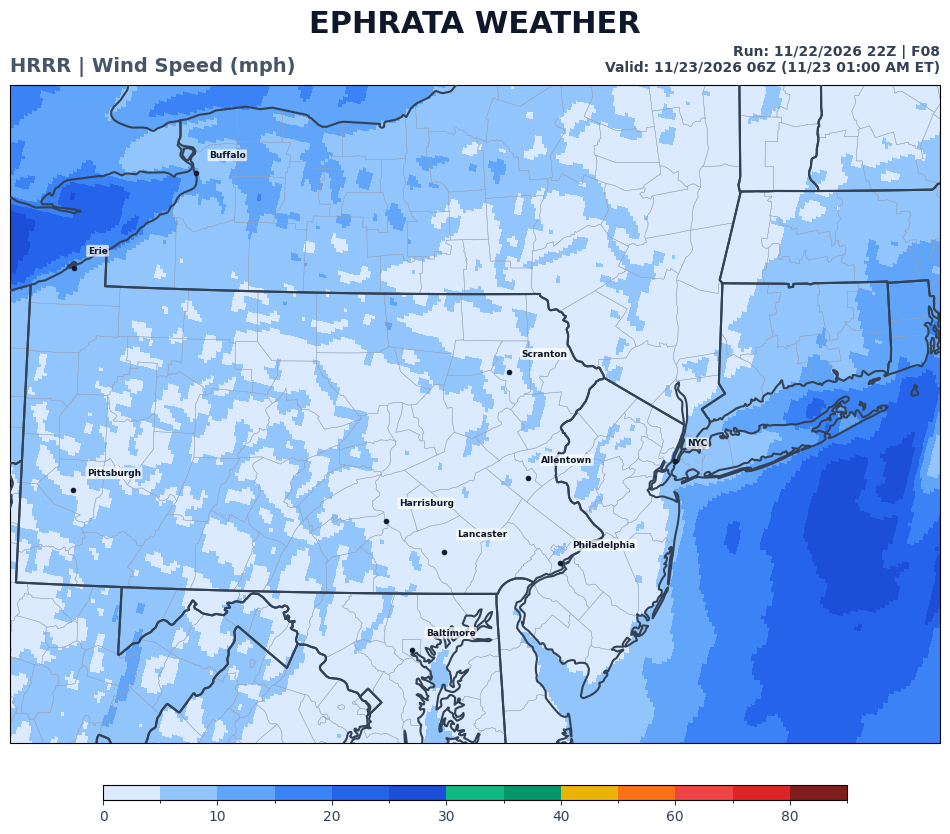 EPHRATA WEATHER
HRRR | Wind Speed (mph)
Run: 11/22/2026 22Z | F08
Valid: 11/23/2026 06Z (11/23 01:00 AM ET)
Buffalo
Erie
Scranton
NYC
Allentown
Pittsburgh
Harrisburg
Lancaster
Philadelphia
Baltimore
0 10 20 30 40 50 60 70 80